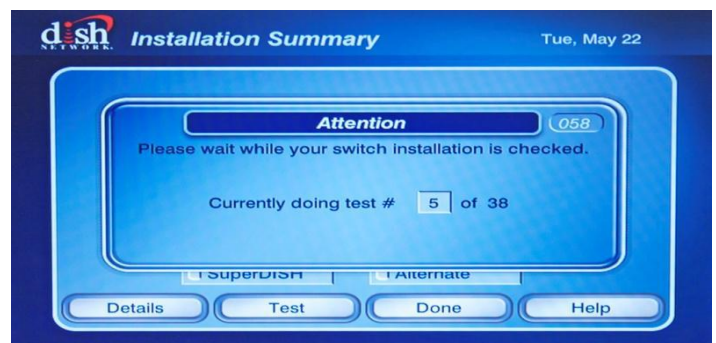 dish
NETWORK.
Installation Summary
Tue, May 22
Attention
058
Please wait while your switch installation is checked.
Currently doing test # 5 of 38
SuperDISH
Alternate
Details
Test
Done
Help